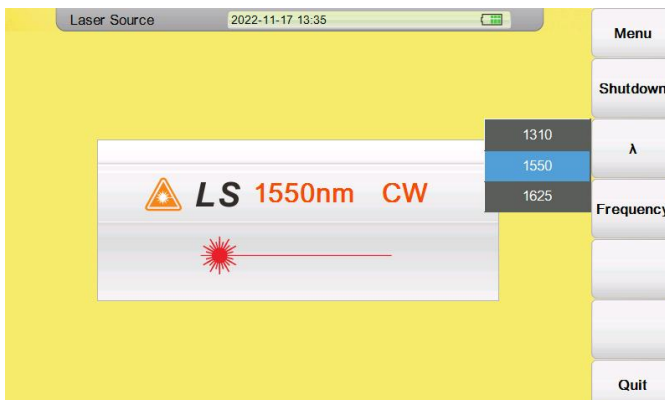 Laser Source 2022-11-17 13:35
Menu
Shutdown
1310
λ
1550
LS 1550nm CW
1625
Frequency
Quit